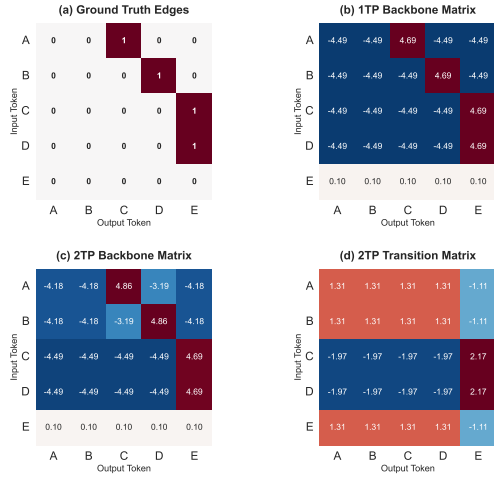 (a) Ground Truth Edges
A 0 0 1 0 0
B 0 0 0 1 0
C 0 0 0 0 1
D 0 0 0 0 1
E 0 0 0 0 0
A B C D E
Input Token
Output Token
(b) 1TP Backbone Matrix
A -4.49 -4.49 4.69 -4.49 -4.49
B -4.49 -4.49 -4.49 4.69 -4.49
C -4.49 -4.49 -4.49 -4.49 4.69
D -4.49 -4.49 -4.49 -4.49 4.69
E 0.10 0.10 0.10 0.10 0.10
A B C D E
Input Token
Output Token
(c) 2TP Backbone Matrix
A -4.18 -4.18 4.86 -3.19 -4.18
B -4.18 -4.18 -3.19 4.86 -4.18
C -4.49 -4.49 -4.49 -4.49 4.69
D -4.49 -4.49 -4.49 -4.49 4.69
E 0.10 0.10 0.10 0.10 0.10
A B C D E
Input Token
Output Token
(d) 2TP Transition Matrix
A 1.31 1.31 1.31 1.31 -1.11
B 1.31 1.31 1.31 1.31 -1.11
C -1.97 -1.97 -1.97 -1.97 2.17
D -1.97 -1.97 -1.97 -1.97 2.17
E 1.31 1.31 1.31 1.31 -1.11
A B C D E
Input Token
Output Token